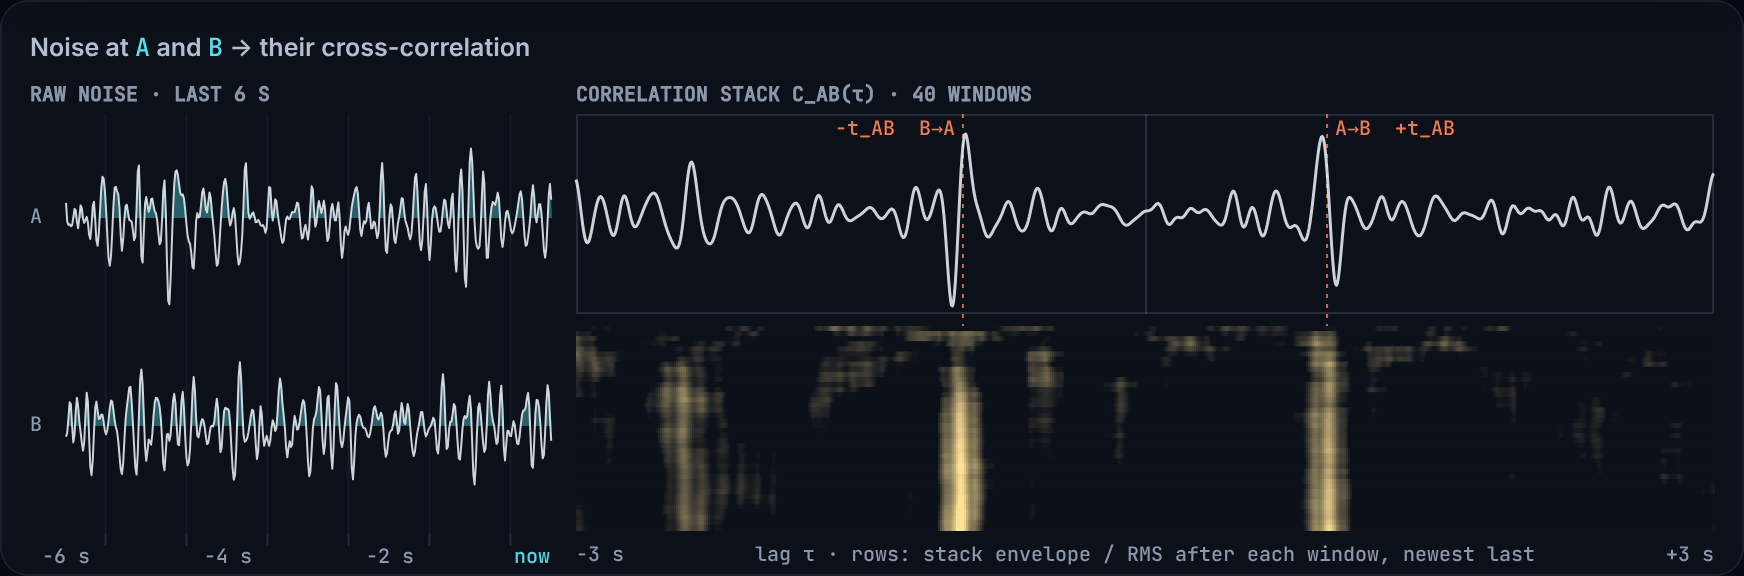 Noise at A and B → their cross-correlation
RAW NOISE · LAST 6 S
CORRELATION STACK C_AB(τ) · 40 WINDOWS
-t_AB B→A
A→B +t_AB
A
B
-6 s
-4 s
-2 s
now
-3 s
lag τ · rows: stack envelope / RMS after each window, newest last
+3 s